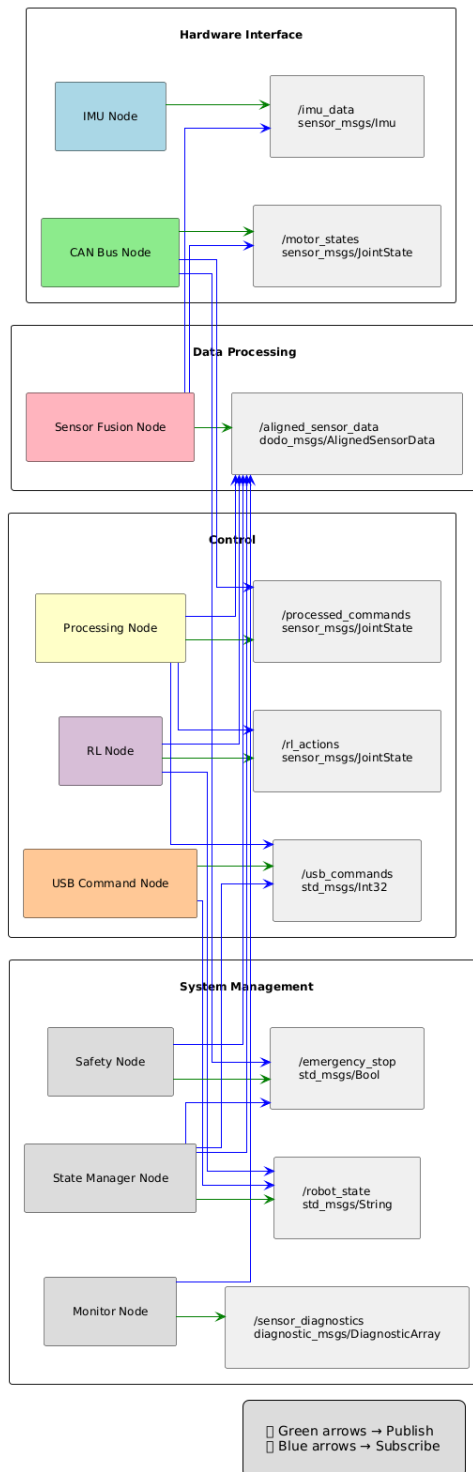 Hardware Interface
IMU Node
/imu_data
sensor_msgs/Imu
CAN Bus Node
/motor_states
sensor_msgs/JointState
Data Processing
Sensor Fusion Node
/aligned_sensor_data
dodo_msgs/AlignedSensorData
Control
Processing Node
/processed_commands
sensor_msgs/JointState
RL Node
/rl_actions
sensor_msgs/JointState
USB Command Node
/usb_commands
std_msgs/Int32
System Management
Safety Node
/emergency_stop
std_msgs/Bool
State Manager Node
/robot_state
std_msgs/String
Monitor Node
/sensor_diagnostics
diagnostic_msgs/DiagnosticArray
Green arrows → Publish
Blue arrows → Subscribe